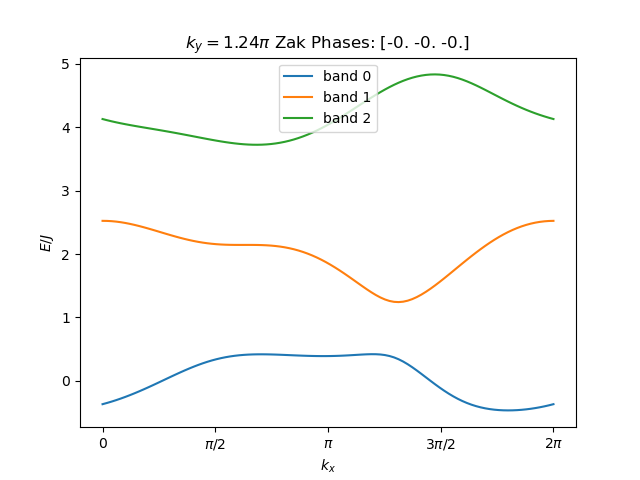 k_y = 1.24π Zak Phases: [-0. -0. -0.]
band 0
band 1
band 2
5
4
3
2
1
0
E/J
0
π/2
π
3π/2
2π
k_x